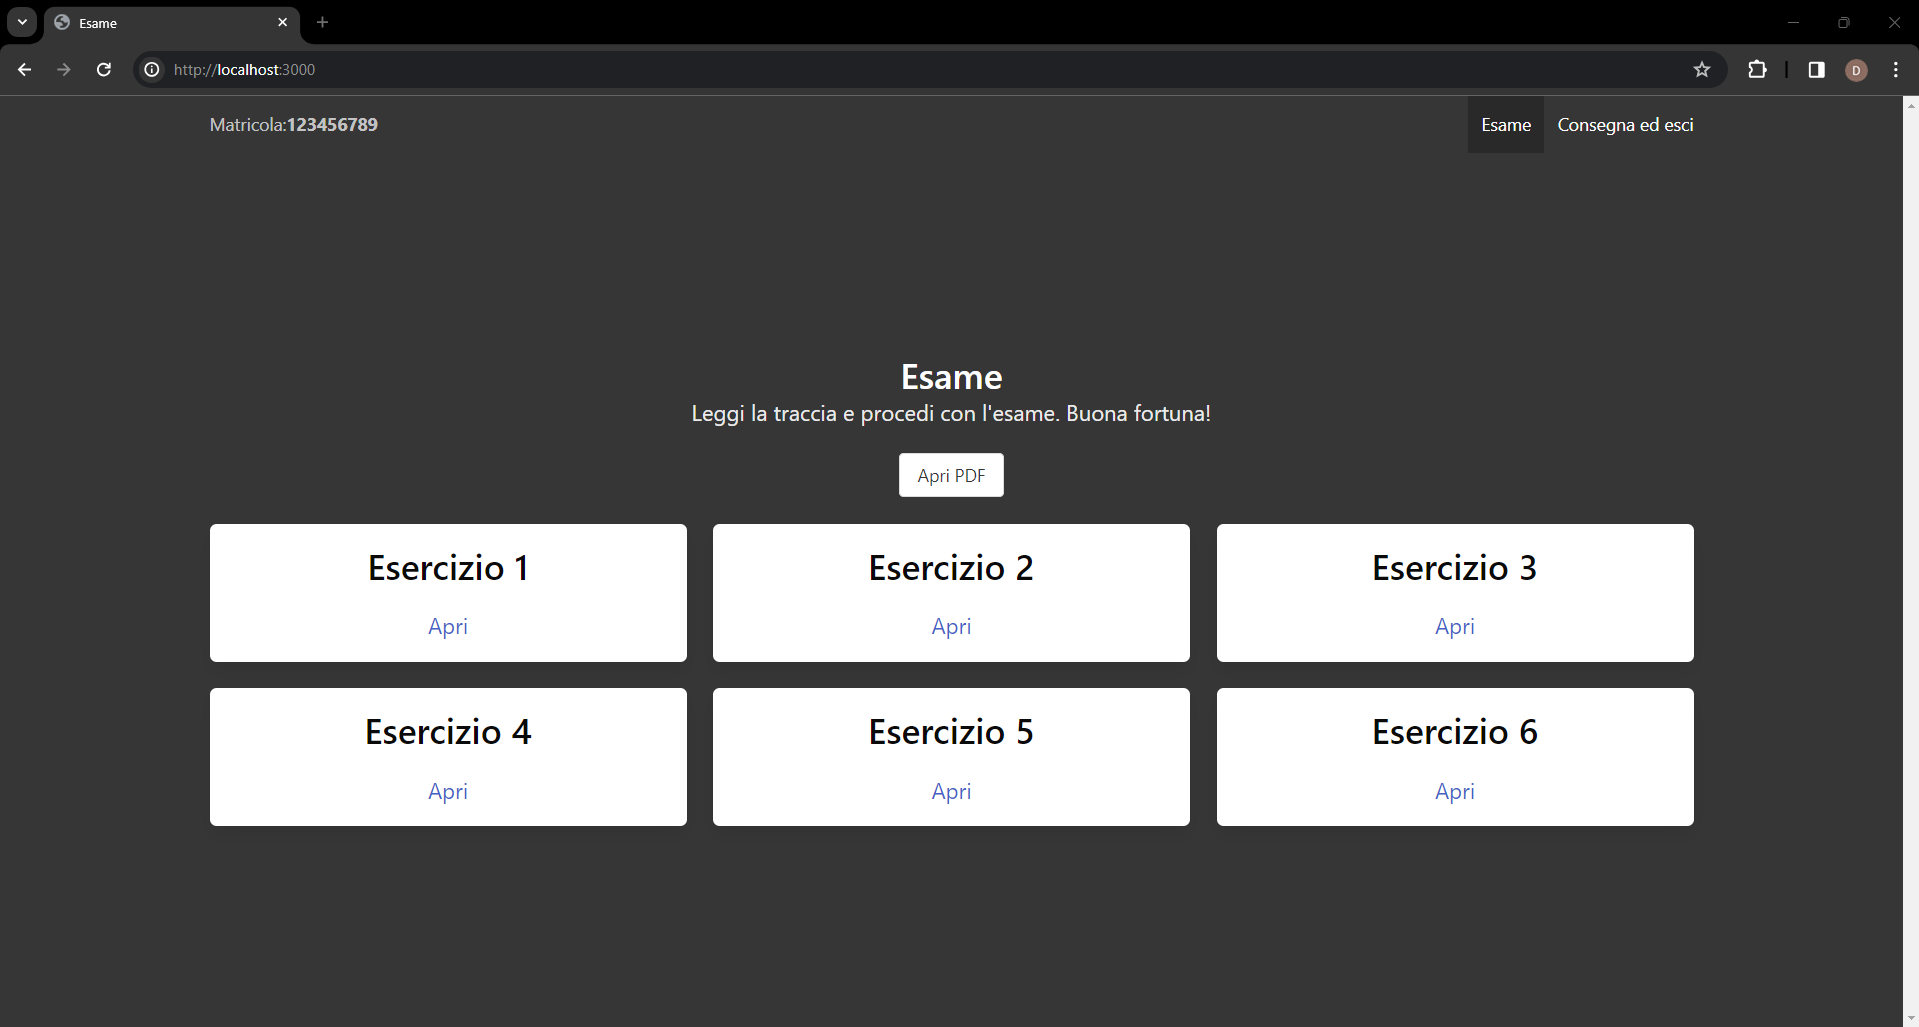 Esame
http://localhost:3000
D
Matricola:123456789
Esame
Consegna ed esci
Esame
Leggi la traccia e procedi con l'esame. Buona fortuna!
Apri PDF
Esercizio 1
Apri
Esercizio 2
Apri
Esercizio 3
Apri
Esercizio 4
Apri
Esercizio 5
Apri
Esercizio 6
Apri